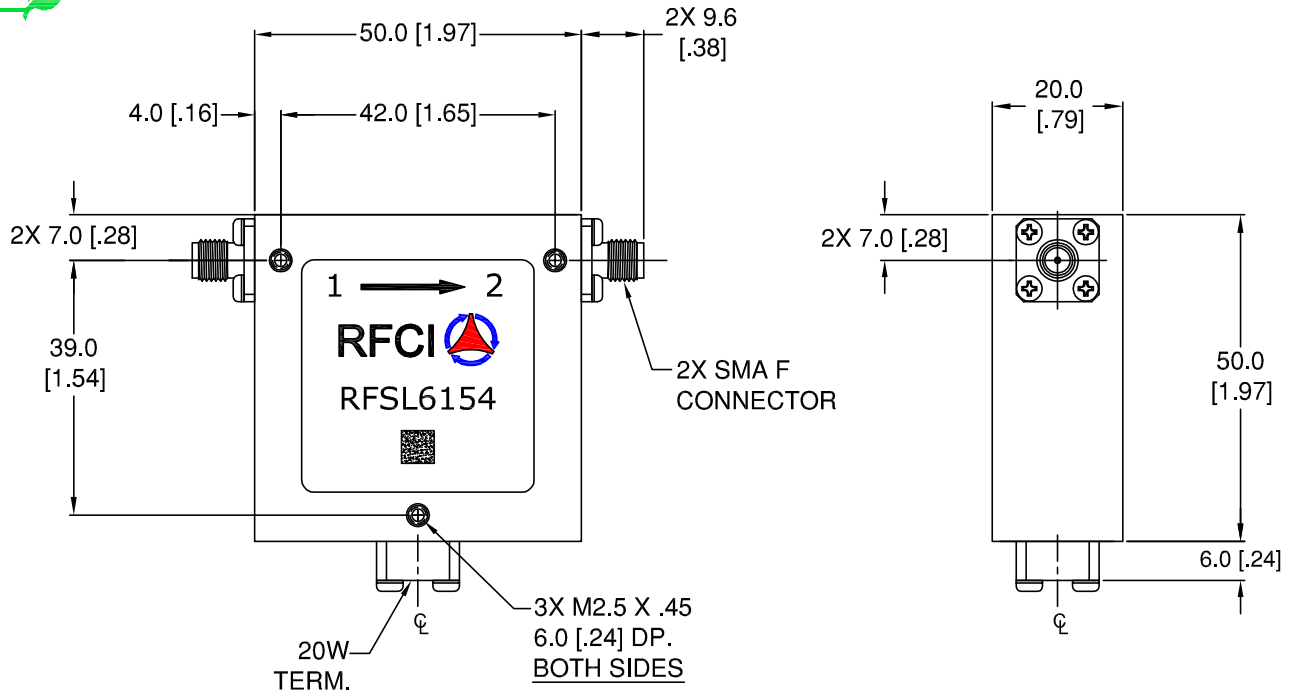 50.0 [1.97]
2X 9.6
[.38]
4.0 [.16]
42.0 [1.65]
20.0
[.79]
2X 7.0 [.28]
2X 7.0 [.28]
1 2
RFCI
RFSL6154
39.0
[1.54]
2X SMA F
CONNECTOR
50.0
[1.97]
6.0 [.24]
3X M2.5 X .45
6.0 [.24] DP.
BOTH SIDES
20W
TERM.
℄
℄